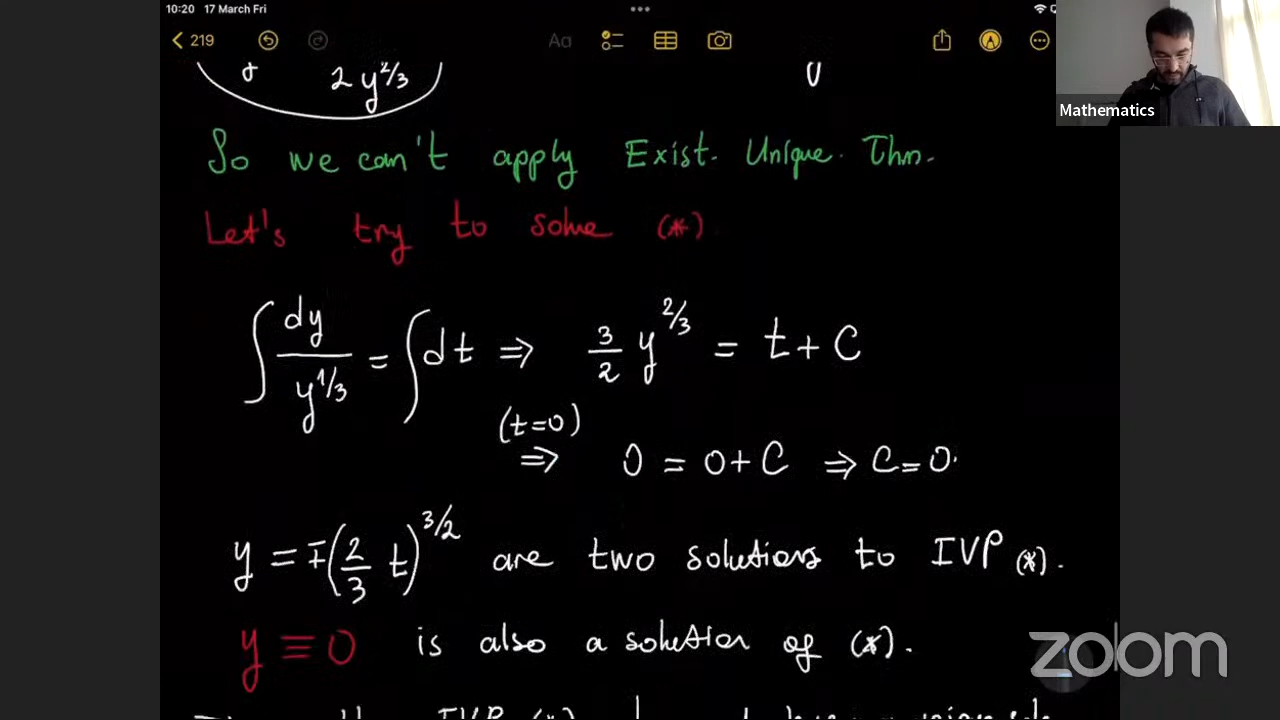 10:20 17 March Fri
219
Aa
Mathematics
2y^{2/3}
So we can't apply Exist. Unique. Thm.
Let's try to solve (*)
∫ dy / y^{1/3} = ∫ dt ⇒ 3/2 y^{2/3} = t + C
(t=0) ⇒ 0 = 0 + C ⇒ C = 0.
y = ∓(2/3 t)^{3/2} are two solutions to IVP (*).
y ≡ 0 is also a solution of (*).
zoom
IVP (*)